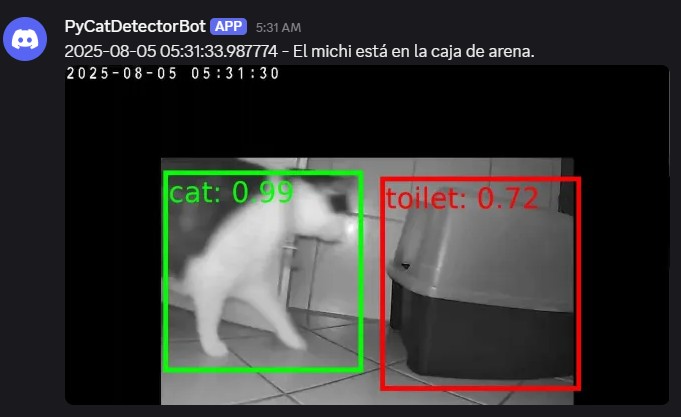 PyCatDetectorBot APP 5:31 AM
2025-08-05 05:31:33.987774 - El michi está en la caja de arena.
2025-08-05 05:31:30
cat: 0.99
toilet: 0.72